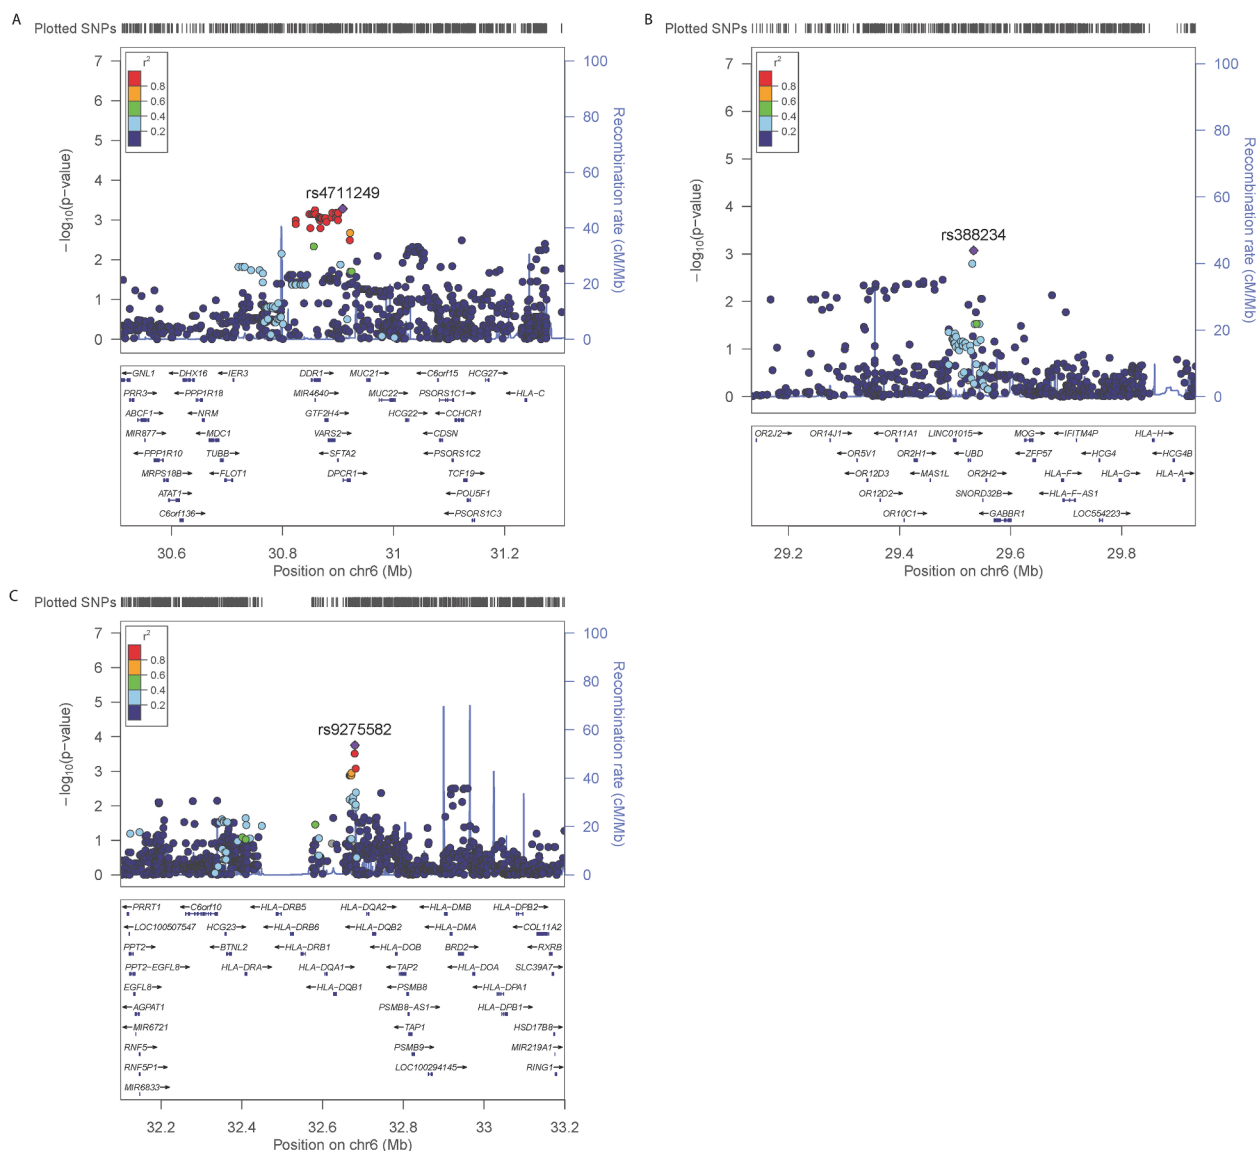 A
Plotted SNPs
r²
0.8
0.6
0.4
0.2
rs4711249
7
6
5
4
3
2
1
0
−log₁₀(p−value)
100
80
60
40
20
0
Recombination rate (cM/Mb)
←GNL1 ←DHX16 ←IER3 DDR1→ MUC21→ C6orf15 HCG27→
PRR3→ ←PPP1R18 MIR4640→ MUC22→ PSORS1C1→ ←HLA−C
ABCF1→ ←NRM GTF2H4→ HCG22→ ←CCHCR1
MIR877→ ←MDC1 VARS2→ ←CDSN
←PPP1R10 TUBB→ ←SFTA2 ←PSORS1C2
MRPS18B→ ←FLOT1 DPCR1→ ←TCF19→
ATAT1→ ←POU5F1
C6orf136→ ←PSORS1C3
30.6
30.8
31
31.2
Position on chr6 (Mb)
B
Plotted SNPs
r²
0.8
0.6
0.4
0.2
rs388234
7
6
5
4
3
2
1
0
−log₁₀(p−value)
100
80
60
40
20
0
Recombination rate (cM/Mb)
OR2J2→ OR14J1→ ←OR11A1 LINC01015→ MOG→ ←IFITM4P HLA−H→
←OR5V1 ←OR2H1→ ←UBD ←ZFP57 HCG4 ←HCG4B
←OR12D3 ←MAS1L OR2H2→ HLA−F→ HLA−G→ HLA−A→
OR12D2→ SNORD32B→ ←HLA−F−AS1
OR10C1→ ←GABBR1 LOC554223→
29.2
29.4
29.6
29.8
Position on chr6 (Mb)
C
Plotted SNPs
r²
0.8
0.6
0.4
0.2
rs9275582
7
6
5
4
3
2
1
0
−log₁₀(p−value)
100
80
60
40
20
0
Recombination rate (cM/Mb)
←PRRT1 ←C6orf10 ←HLA−DRB5 HLA−DQA2→ ←HLA−DMB HLA−DPB2→
←LOC100507547 HCG23→ ←HLA−DRB6 ←HLA−DQB2 ←HLA−DMA ←COL11A2
PPT2→ ←BTNL2 ←HLA−DRB1 ←HLA−DOB BRD2→ ←RXRB
PPT2−EGFL8→ HLA−DRA→ HLA−DQA1→ ←TAP2 ←HLA−DOA SLC39A7→
EGFL8→ ←HLA−DQB1 ←PSMB8 ←HLA−DPA1
←AGPAT1 PSMB8−AS1→ HLA−DPB1→
←MIR6721 ←TAP1 HSD17B8→
RNF5→ PSMB9→ MIR219A1→
RNF5P1→ LOC100294145→ RING1→
MIR6833→
32.2
32.4
32.6
32.8
33
33.2
Position on chr6 (Mb)